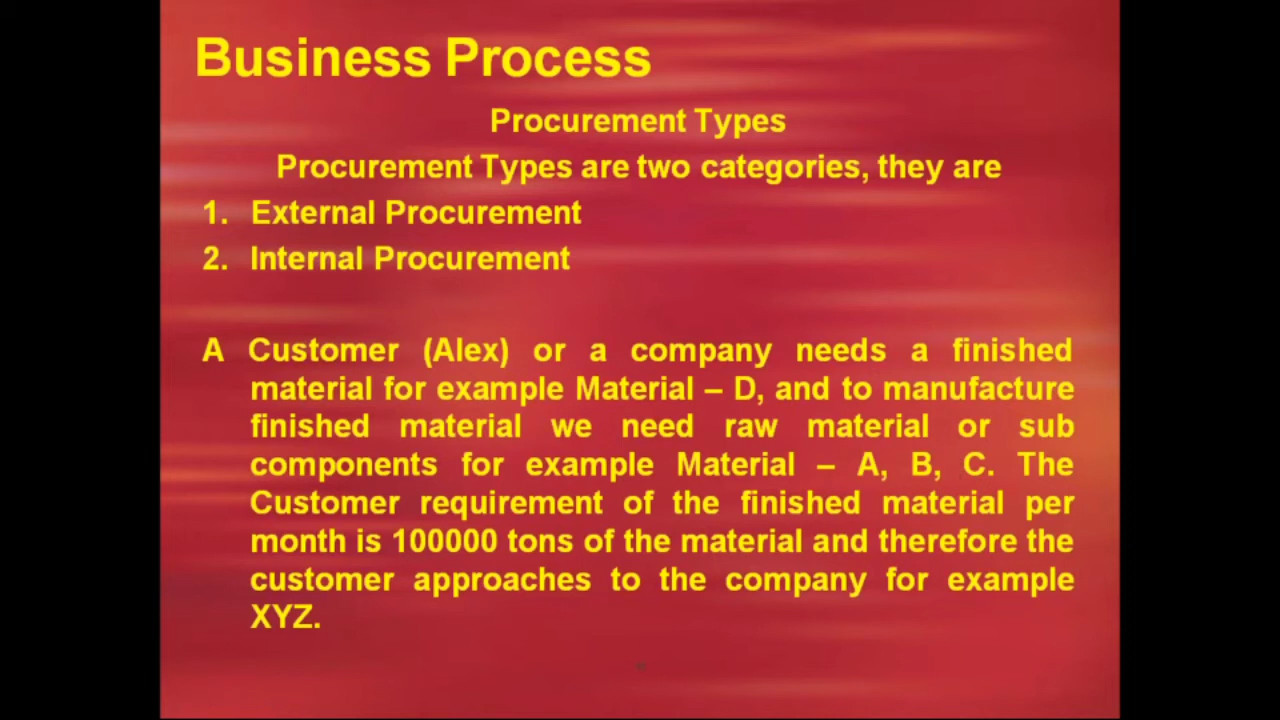 Business Process
Procurement Types
Procurement Types are two categories, they are
1. External Procurement
2. Internal Procurement
A Customer (Alex) or a company needs a finished
material for example Material – D, and to manufacture
finished material we need raw material or sub
components for example Material – A, B, C. The
Customer requirement of the finished material per
month is 100000 tons of the material and therefore the
customer approaches to the company for example
XYZ.